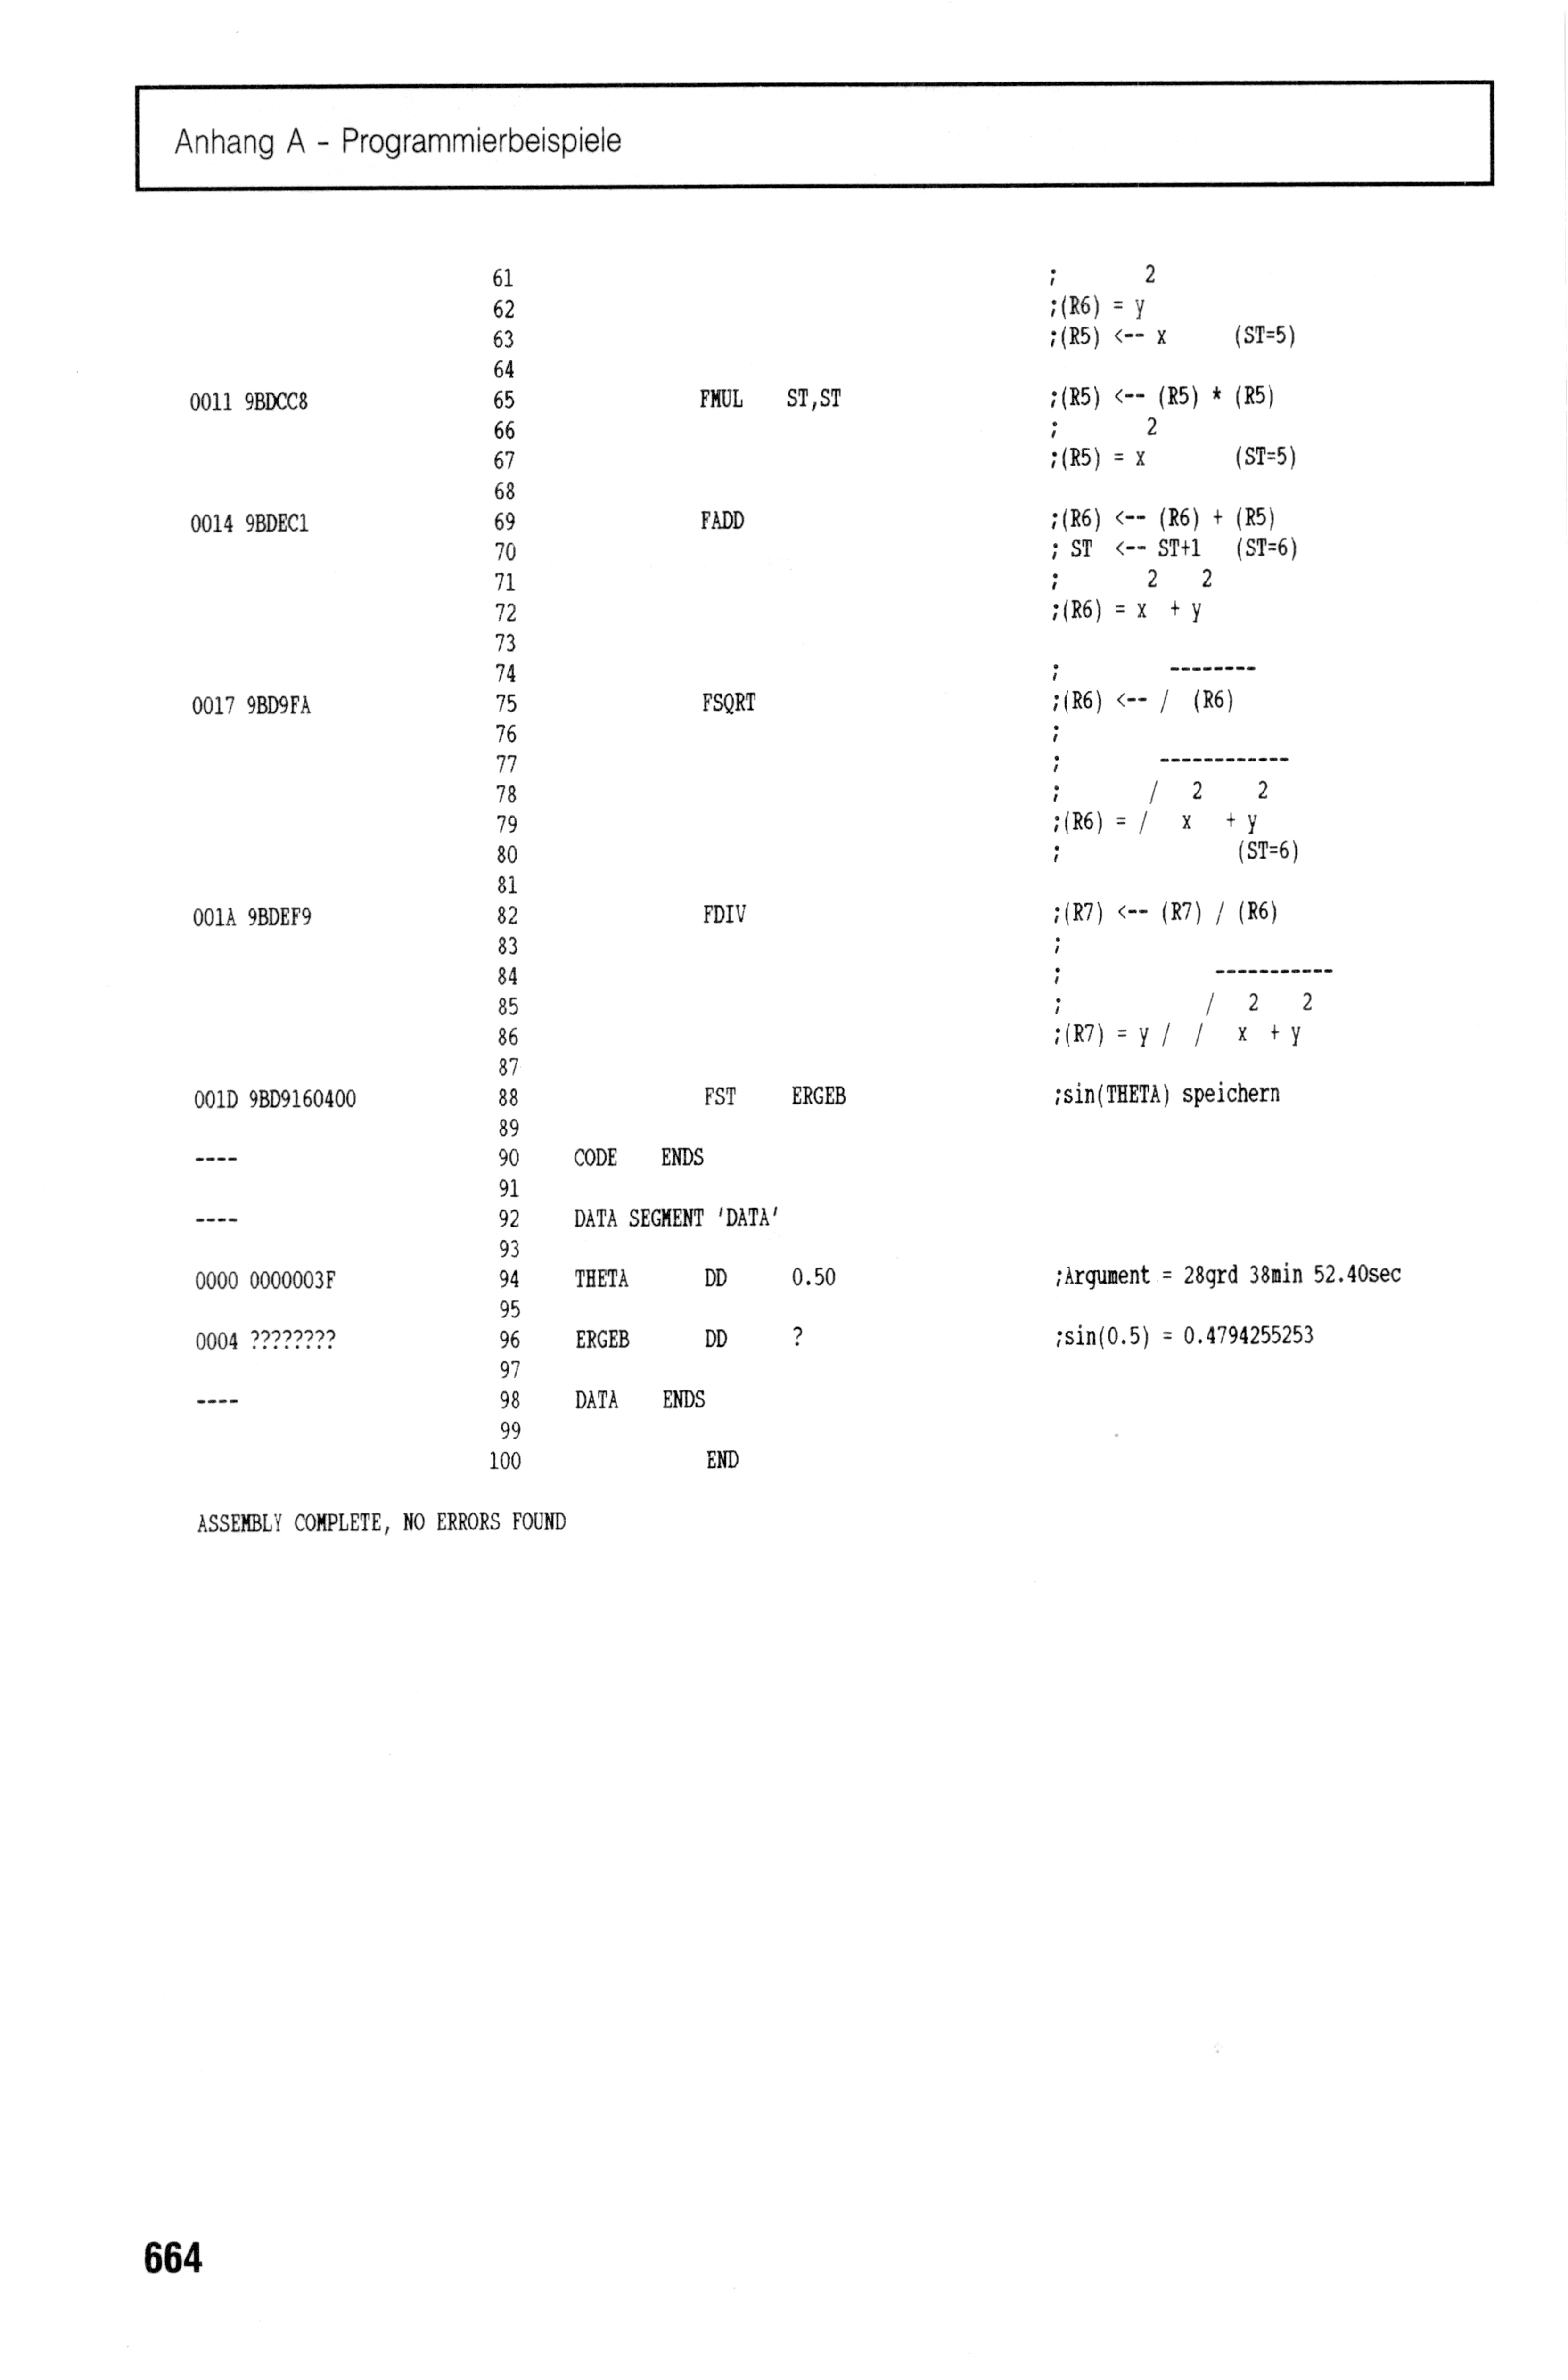 Anhang A - Programmierbeispiele
61 ; 2
62 ;(R6) = y
63 ;(R5) <-- x (ST=5)
64
0011 9BDCC8 65 FMUL ST,ST ;(R5) <-- (R5) * (R5)
66 ; 2
67 ;(R5) = x (ST=5)
68
0014 9BDEC1 69 FADD ;(R6) <-- (R6) + (R5)
70 ; ST <-- ST+1 (ST=6)
71 ; 2 2
72 ;(R6) = x + y
73
74 ; --------
0017 9BD9FA 75 FSQRT ;(R6) <-- / (R6)
76 ;
77 ; ------------
78 ; / 2 2
79 ;(R6) = / x + y
80 ; (ST=6)
81
001A 9BDEF9 82 FDIV ;(R7) <-- (R7) / (R6)
83 ;
84 ; -----------
85 ; / 2 2
86 ;(R7) = y / / x + y
87
001D 9BD9160400 88 FST ERGEB ;sin(THETA) speichern
89
---- 90 CODE ENDS
91
---- 92 DATA SEGMENT 'DATA'
93
0000 0000003F 94 THETA DD 0.50 ;Argument = 28grd 38min 52.40sec
95
0004 ???????? 96 ERGEB DD ? ;sin(0.5) = 0.4794255253
97
---- 98 DATA ENDS
99
100 END
ASSEMBLY COMPLETE, NO ERRORS FOUND
664